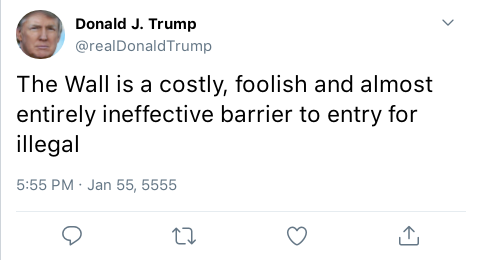 Donald J. Trump
@realDonaldTrump
The Wall is a costly, foolish and almost
entirely ineffective barrier to entry for
illegal
5:55 PM · Jan 55, 5555